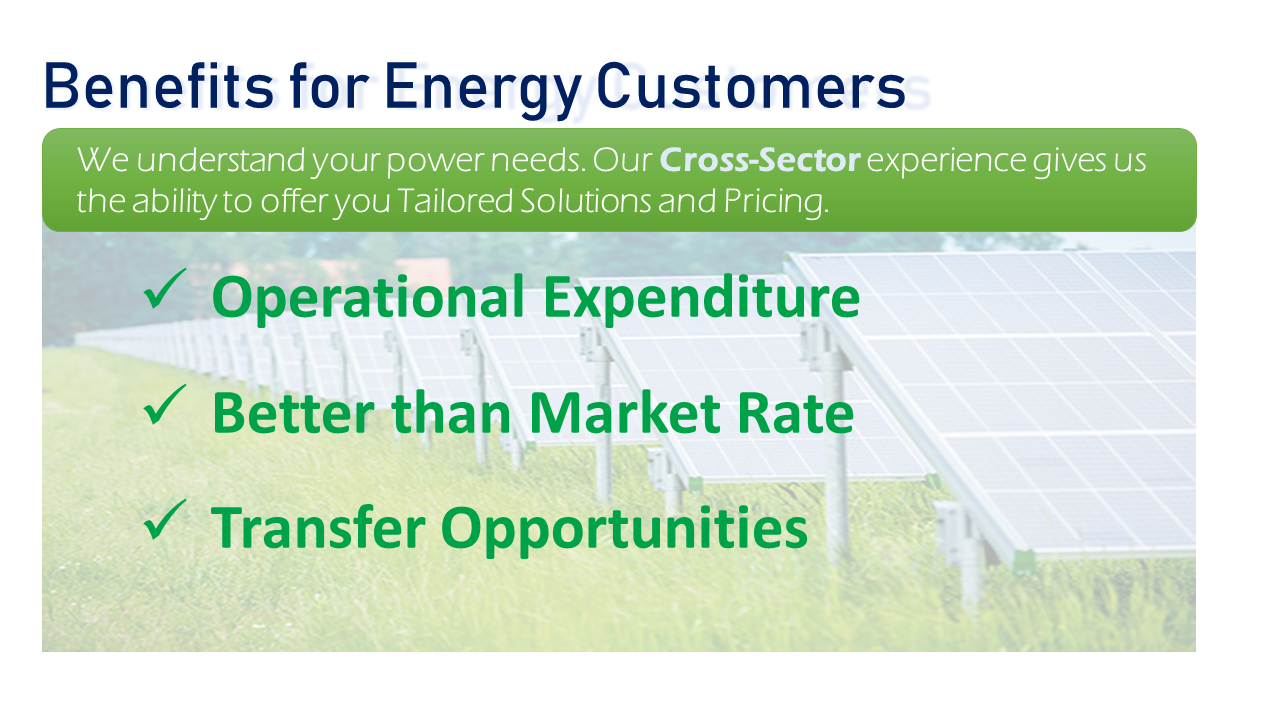 Benefits for Energy Customers
We understand your power needs. Our Cross-Sector experience gives us
the ability to offer you Tailored Solutions and Pricing.
✓ Operational Expenditure
✓ Better than Market Rate
✓ Transfer Opportunities